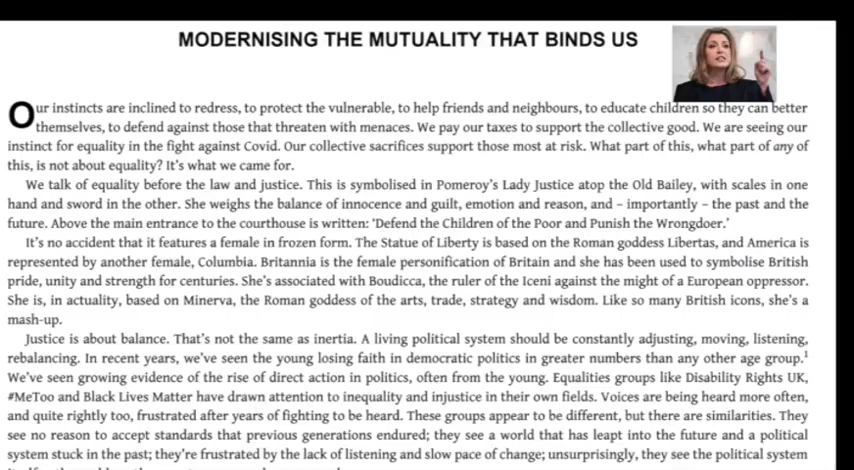 MODERNISING THE MUTUALITY THAT BINDS US
Our instincts are inclined to redress, to protect the vulnerable, to help friends and neighbours, to educate children so they can better
themselves, to defend against those that threaten with menaces. We pay our taxes to support the collective good. We are seeing our
instinct for equality in the fight against Covid. Our collective sacrifices support those most at risk. What part of this, what part of any of
this, is not about equality? It's what we came for.
We talk of equality before the law and justice. This is symbolised in Pomeroy's Lady Justice atop the Old Bailey, with scales in one
hand and sword in the other. She weighs the balance of innocence and guilt, emotion and reason, and – importantly – the past and the
future. Above the main entrance to the courthouse is written: 'Defend the Children of the Poor and Punish the Wrongdoer.'
It's no accident that it features a female in frozen form. The Statue of Liberty is based on the Roman goddess Libertas, and America is
represented by another female, Columbia. Britannia is the female personification of Britain and she has been used to symbolise British
pride, unity and strength for centuries. She's associated with Boudicca, the ruler of the Iceni against the might of a European oppressor.
She is, in actuality, based on Minerva, the Roman goddess of the arts, trade, strategy and wisdom. Like so many British icons, she's a
mash-up.
Justice is about balance. That's not the same as inertia. A living political system should be constantly adjusting, moving, listening,
rebalancing. In recent years, we've seen the young losing faith in democratic politics in greater numbers than any other age group.¹
We've seen growing evidence of the rise of direct action in politics, often from the young. Equalities groups like Disability Rights UK,
#MeToo and Black Lives Matter have drawn attention to inequality and injustice in their own fields. Voices are being heard more often,
and quite rightly too, frustrated after years of fighting to be heard. These groups appear to be different, but there are similarities. They
see no reason to accept standards that previous generations endured; they see a world that has leapt into the future and a political
system stuck in the past; they're frustrated by the lack of listening and slow pace of change; unsurprisingly, they see the political system